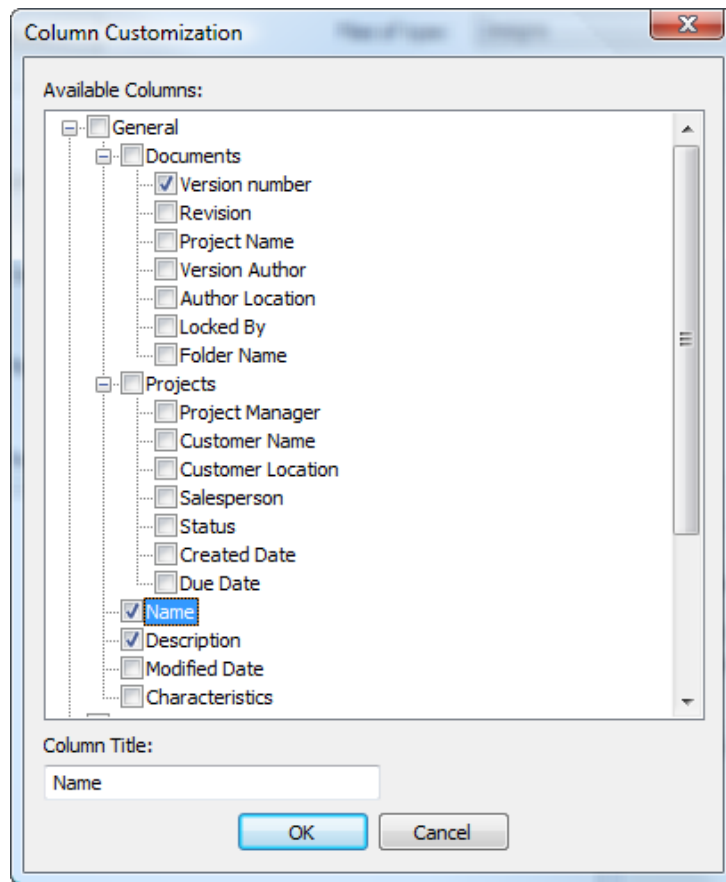 Column Customization
Available Columns:
General
Documents
Version number
Revision
Project Name
Version Author
Author Location
Locked By
Folder Name
Projects
Project Manager
Customer Name
Customer Location
Salesperson
Status
Created Date
Due Date
Name
Description
Modified Date
Characteristics
Column Title:
Name
OK Cancel